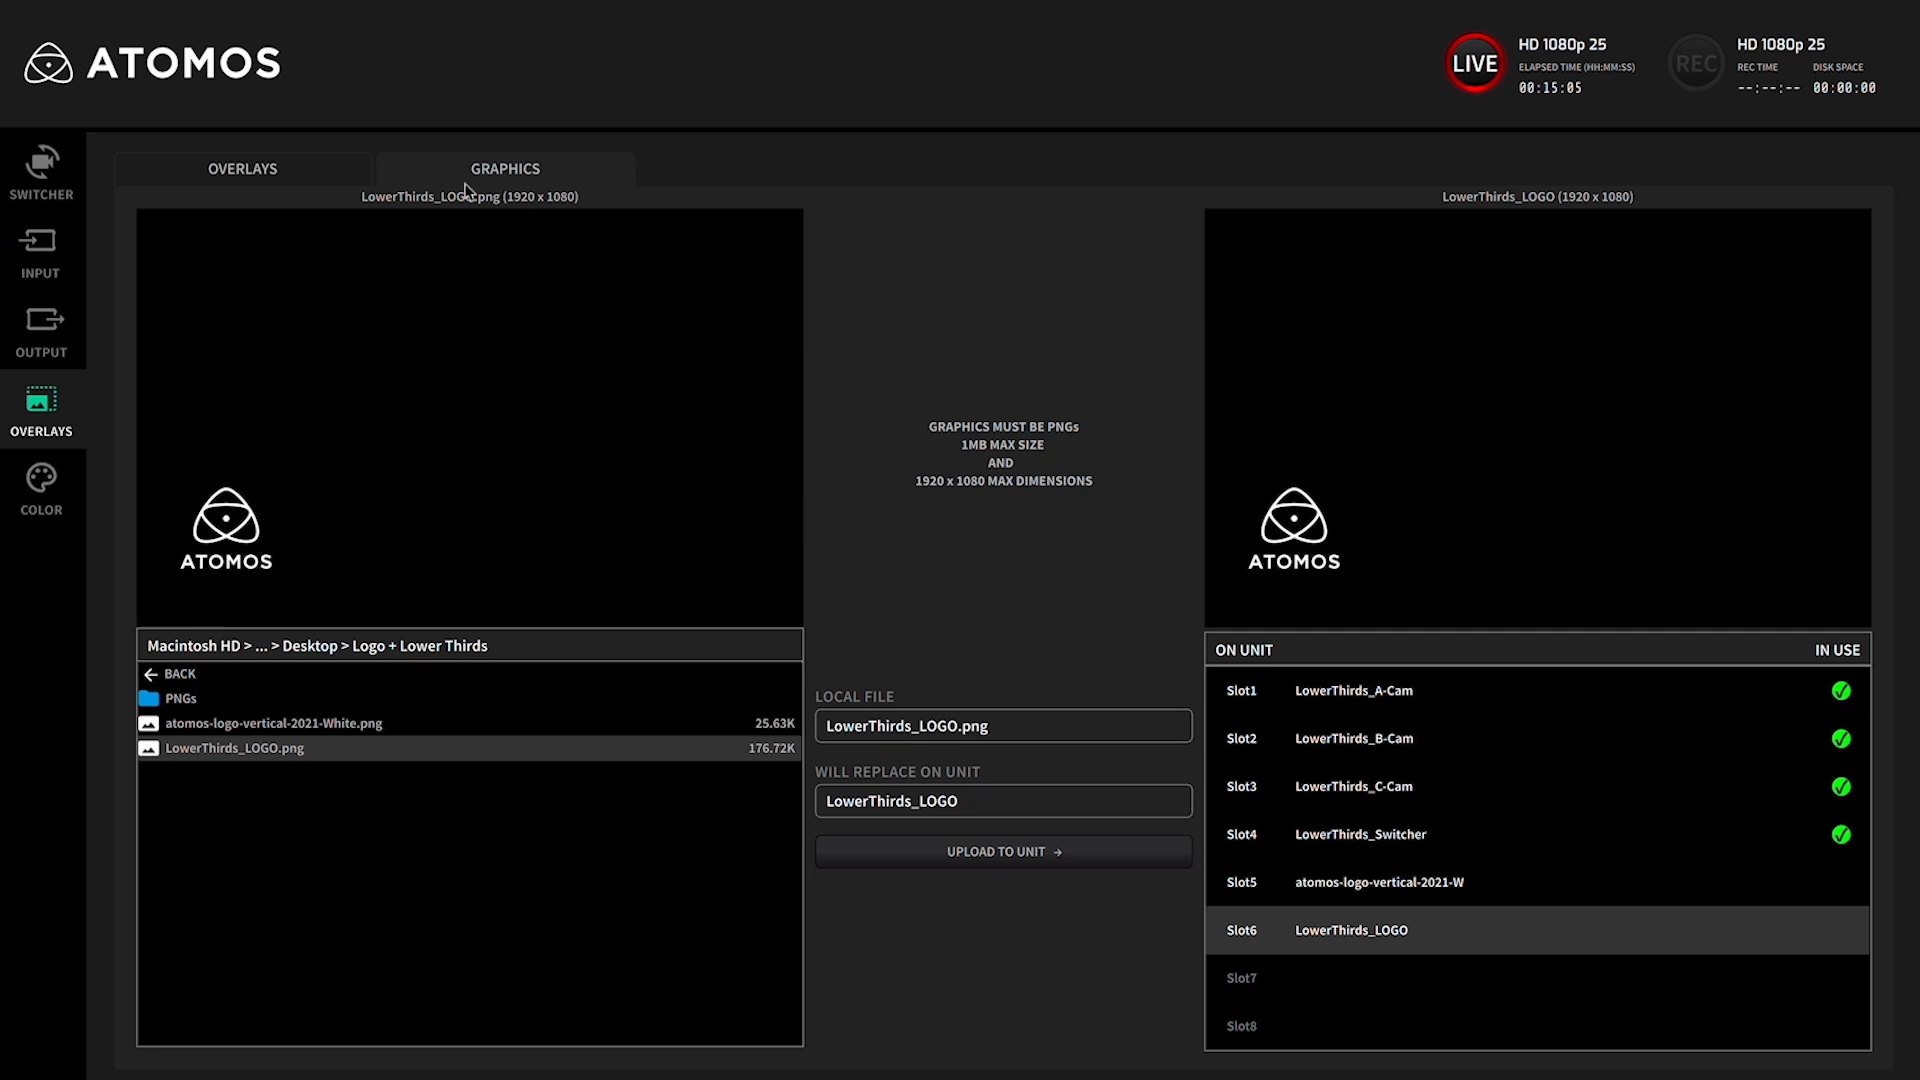 ATOMOS
LIVE
HD 1080p 25
ELAPSED TIME (HH:MM:SS)
00:15:05
REC
HD 1080p 25
REC TIME DISK SPACE
--:--:-- 00:00:00
SWITCHER
INPUT
OUTPUT
OVERLAYS
COLOR
OVERLAYS
GRAPHICS
LowerThirds_LOGO.png (1920 x 1080)
ATOMOS
Macintosh HD > ... > Desktop > Logo + Lower Thirds
BACK
PNGs
atomos-logo-vertical-2021-White.png 25.63K
LowerThirds_LOGO.png 176.72K
GRAPHICS MUST BE PNGs
1MB MAX SIZE
AND
1920 x 1080 MAX DIMENSIONS
LOCAL FILE
LowerThirds_LOGO.png
WILL REPLACE ON UNIT
LowerThirds_LOGO
UPLOAD TO UNIT →
LowerThirds_LOGO (1920 x 1080)
ATOMOS
ON UNIT IN USE
Slot1 LowerThirds_A-Cam
Slot2 LowerThirds_B-Cam
Slot3 LowerThirds_C-Cam
Slot4 LowerThirds_Switcher
Slot5 atomos-logo-vertical-2021-W
Slot6 LowerThirds_LOGO
Slot7
Slot8